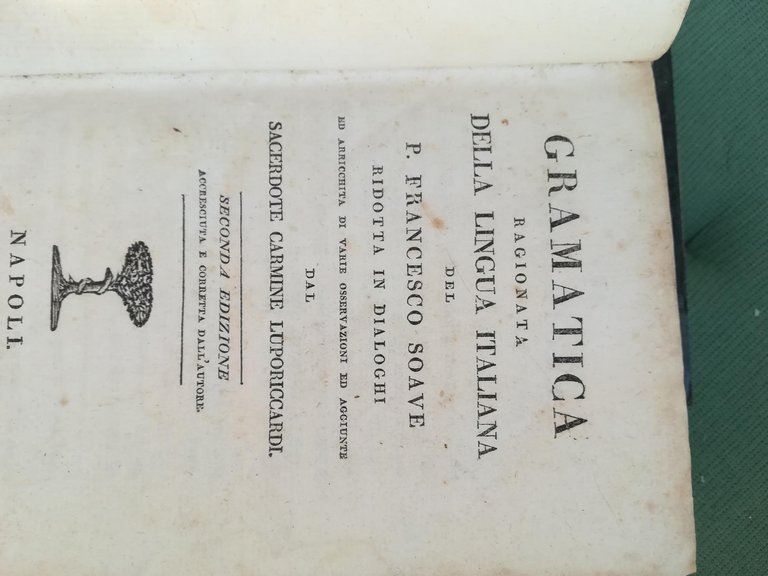 GRAMATICA
RAGIONATA
DELLA LINGUA ITALIANA
DEL
P. FRANCESCO SOAVE
RIDOTTA IN DIALOGHI
ED ARRICCHITA DI VARIE OSSERVAZIONI ED AGGIUNTE
DAL
SACERDOTE CARMINE LUPORICCARDI.
SECONDA EDIZIONE
ACCRESCIUTA E CORRETTA DALL'AUTORE.
NAPOLI.